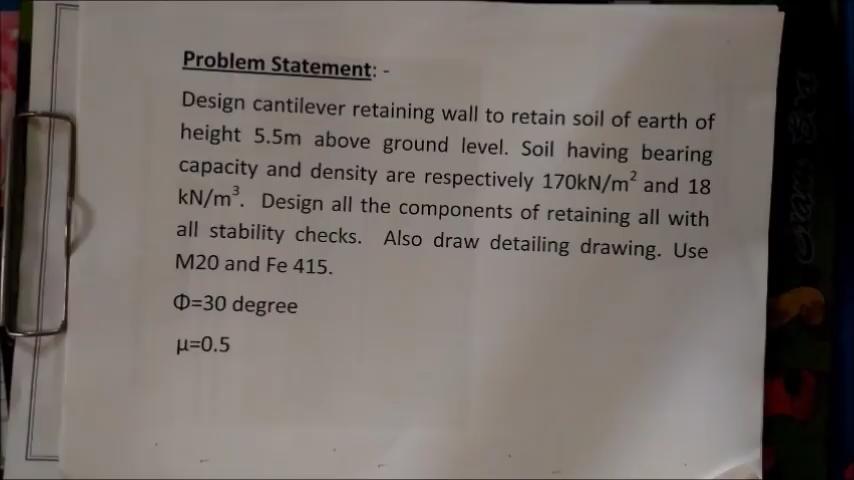 Problem Statement: -
Design cantilever retaining wall to retain soil of earth of
height 5.5m above ground level. Soil having bearing
capacity and density are respectively 170kN/m² and 18
kN/m³. Design all the components of retaining all with
all stability checks. Also draw detailing drawing. Use
M20 and Fe 415.
Φ=30 degree
μ=0.5